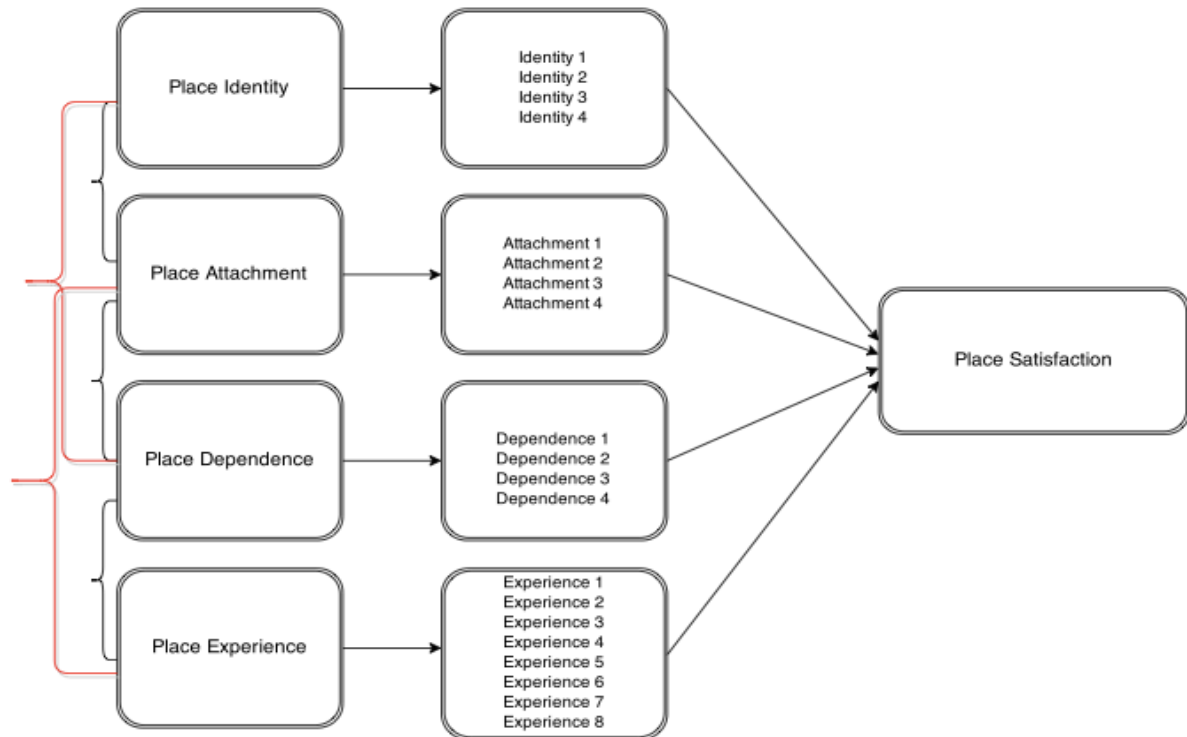 Place Identity
Identity 1
Identity 2
Identity 3
Identity 4
Place Attachment
Attachment 1
Attachment 2
Attachment 3
Attachment 4
Place Satisfaction
Place Dependence
Dependence 1
Dependence 2
Dependence 3
Dependence 4
Place Experience
Experience 1
Experience 2
Experience 3
Experience 4
Experience 5
Experience 6
Experience 7
Experience 8